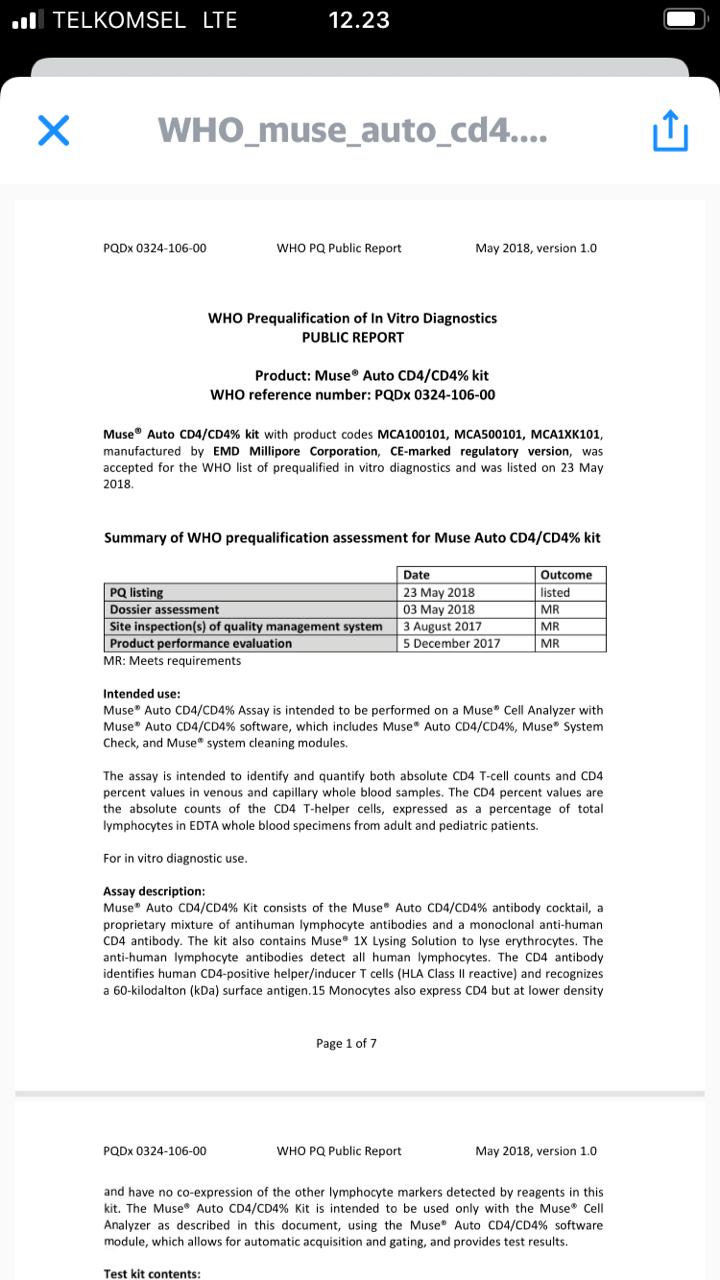 TELKOMSEL LTE 12.23
WHO_muse_auto_cd4....
PQDx 0324-106-00 WHO PQ Public Report May 2018, version 1.0
WHO Prequalification of In Vitro Diagnostics
PUBLIC REPORT
Product: Muse® Auto CD4/CD4% kit
WHO reference number: PQDx 0324-106-00
Muse® Auto CD4/CD4% kit with product codes MCA100101, MCA500101, MCA1XK101,
manufactured by EMD Millipore Corporation, CE-marked regulatory version, was
accepted for the WHO list of prequalified in vitro diagnostics and was listed on 23 May
2018.
Summary of WHO prequalification assessment for Muse Auto CD4/CD4% kit
Date Outcome
PQ listing 23 May 2018 listed
Dossier assessment 03 May 2018 MR
Site inspection(s) of quality management system 3 August 2017 MR
Product performance evaluation 5 December 2017 MR
MR: Meets requirements
Intended use:
Muse® Auto CD4/CD4% Assay is intended to be performed on a Muse® Cell Analyzer with
Muse® Auto CD4/CD4% software, which includes Muse® Auto CD4/CD4%, Muse® System
Check, and Muse® system cleaning modules.
The assay is intended to identify and quantify both absolute CD4 T-cell counts and CD4
percent values in venous and capillary whole blood samples. The CD4 percent values are
the absolute counts of the CD4 T-helper cells, expressed as a percentage of total
lymphocytes in EDTA whole blood specimens from adult and pediatric patients.
For in vitro diagnostic use.
Assay description:
Muse® Auto CD4/CD4% Kit consists of the Muse® Auto CD4/CD4% antibody cocktail, a
proprietary mixture of antihuman lymphocyte antibodies and a monoclonal anti-human
CD4 antibody. The kit also contains Muse® 1X Lysing Solution to lyse erythrocytes. The
anti-human lymphocyte antibodies detect all human lymphocytes. The CD4 antibody
identifies human CD4-positive helper/inducer T cells (HLA Class II reactive) and recognizes
a 60-kilodalton (kDa) surface antigen.15 Monocytes also express CD4 but at lower density
Page 1 of 7
PQDx 0324-106-00 WHO PQ Public Report May 2018, version 1.0
and have no co-expression of the other lymphocyte markers detected by reagents in this
kit. The Muse® Auto CD4/CD4% Kit is intended to be used only with the Muse® Cell
Analyzer as described in this document, using the Muse® Auto CD4/CD4% software
module, which allows for automatic acquisition and gating, and provides test results.
Test kit contents: